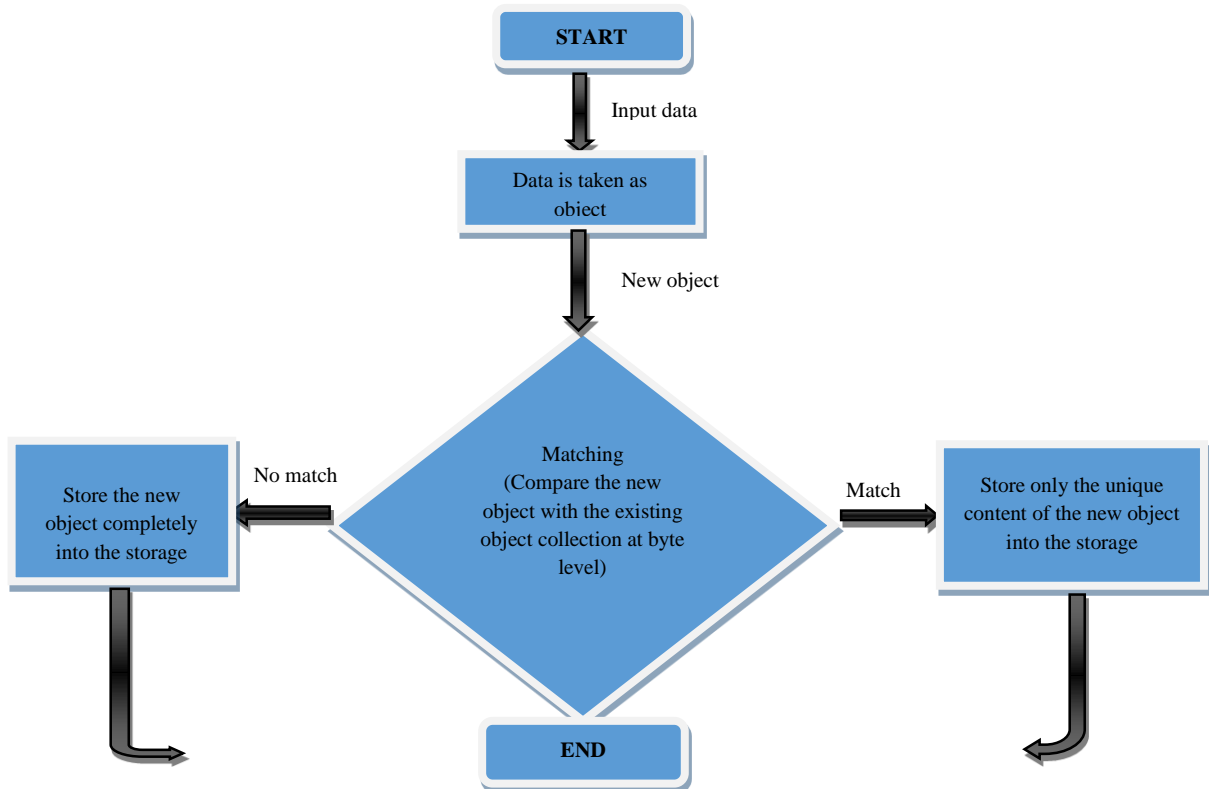 START
Input data
Data is taken as
object
New object
Matching
(Compare the new
object with the existing
object collection at byte
level)
No match
Store the new
object completely
into the storage
Match
Store only the unique
content of the new object
into the storage
END